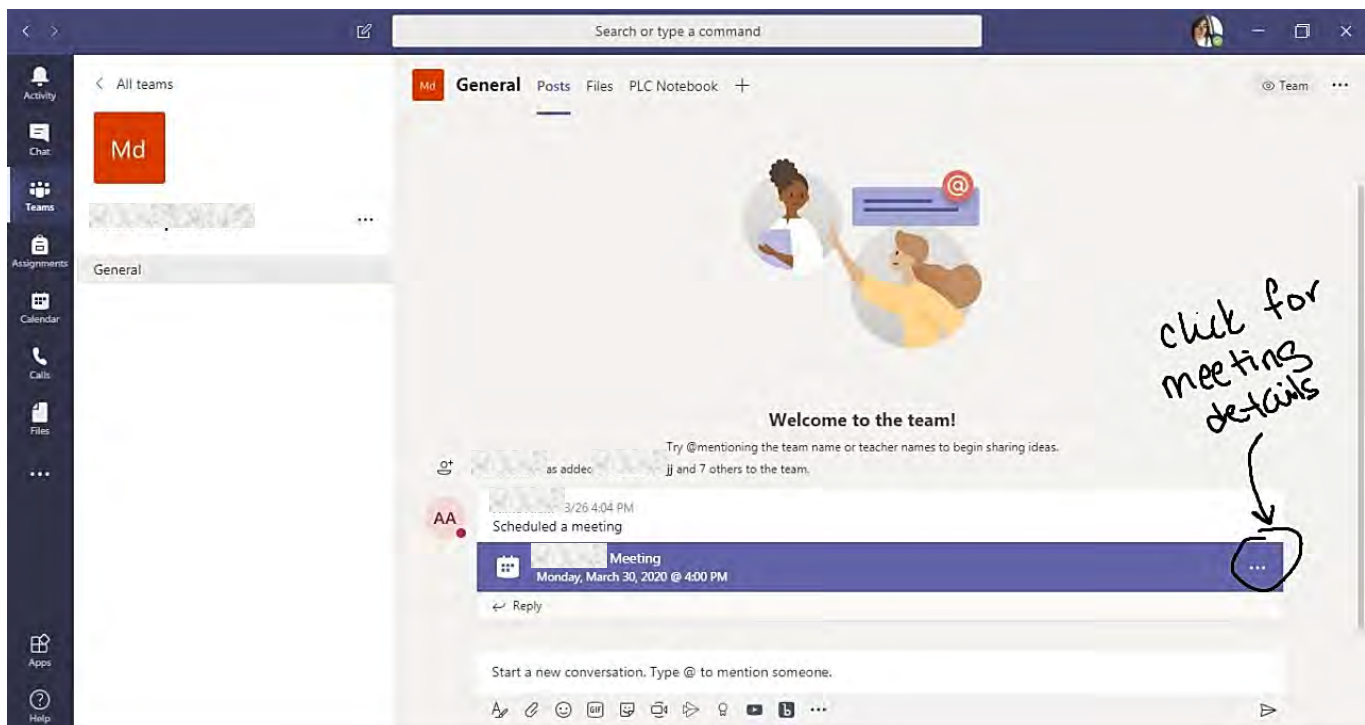 Search or type a command
Activity
Chat
Teams
Assignments
Calendar
Calls
Files
Apps
Help
All teams
Md
General
Md General Posts Files PLC Notebook
Team
@
click for
meeting
details
Welcome to the team!
Try @mentioning the team name or teacher names to begin sharing ideas.
as addec jj and 7 others to the team.
AA
3/26 4:04 PM
Scheduled a meeting
Meeting
Monday, March 30, 2020 @ 4:00 PM
Reply
Start a new conversation. Type @ to mention someone.
GIF